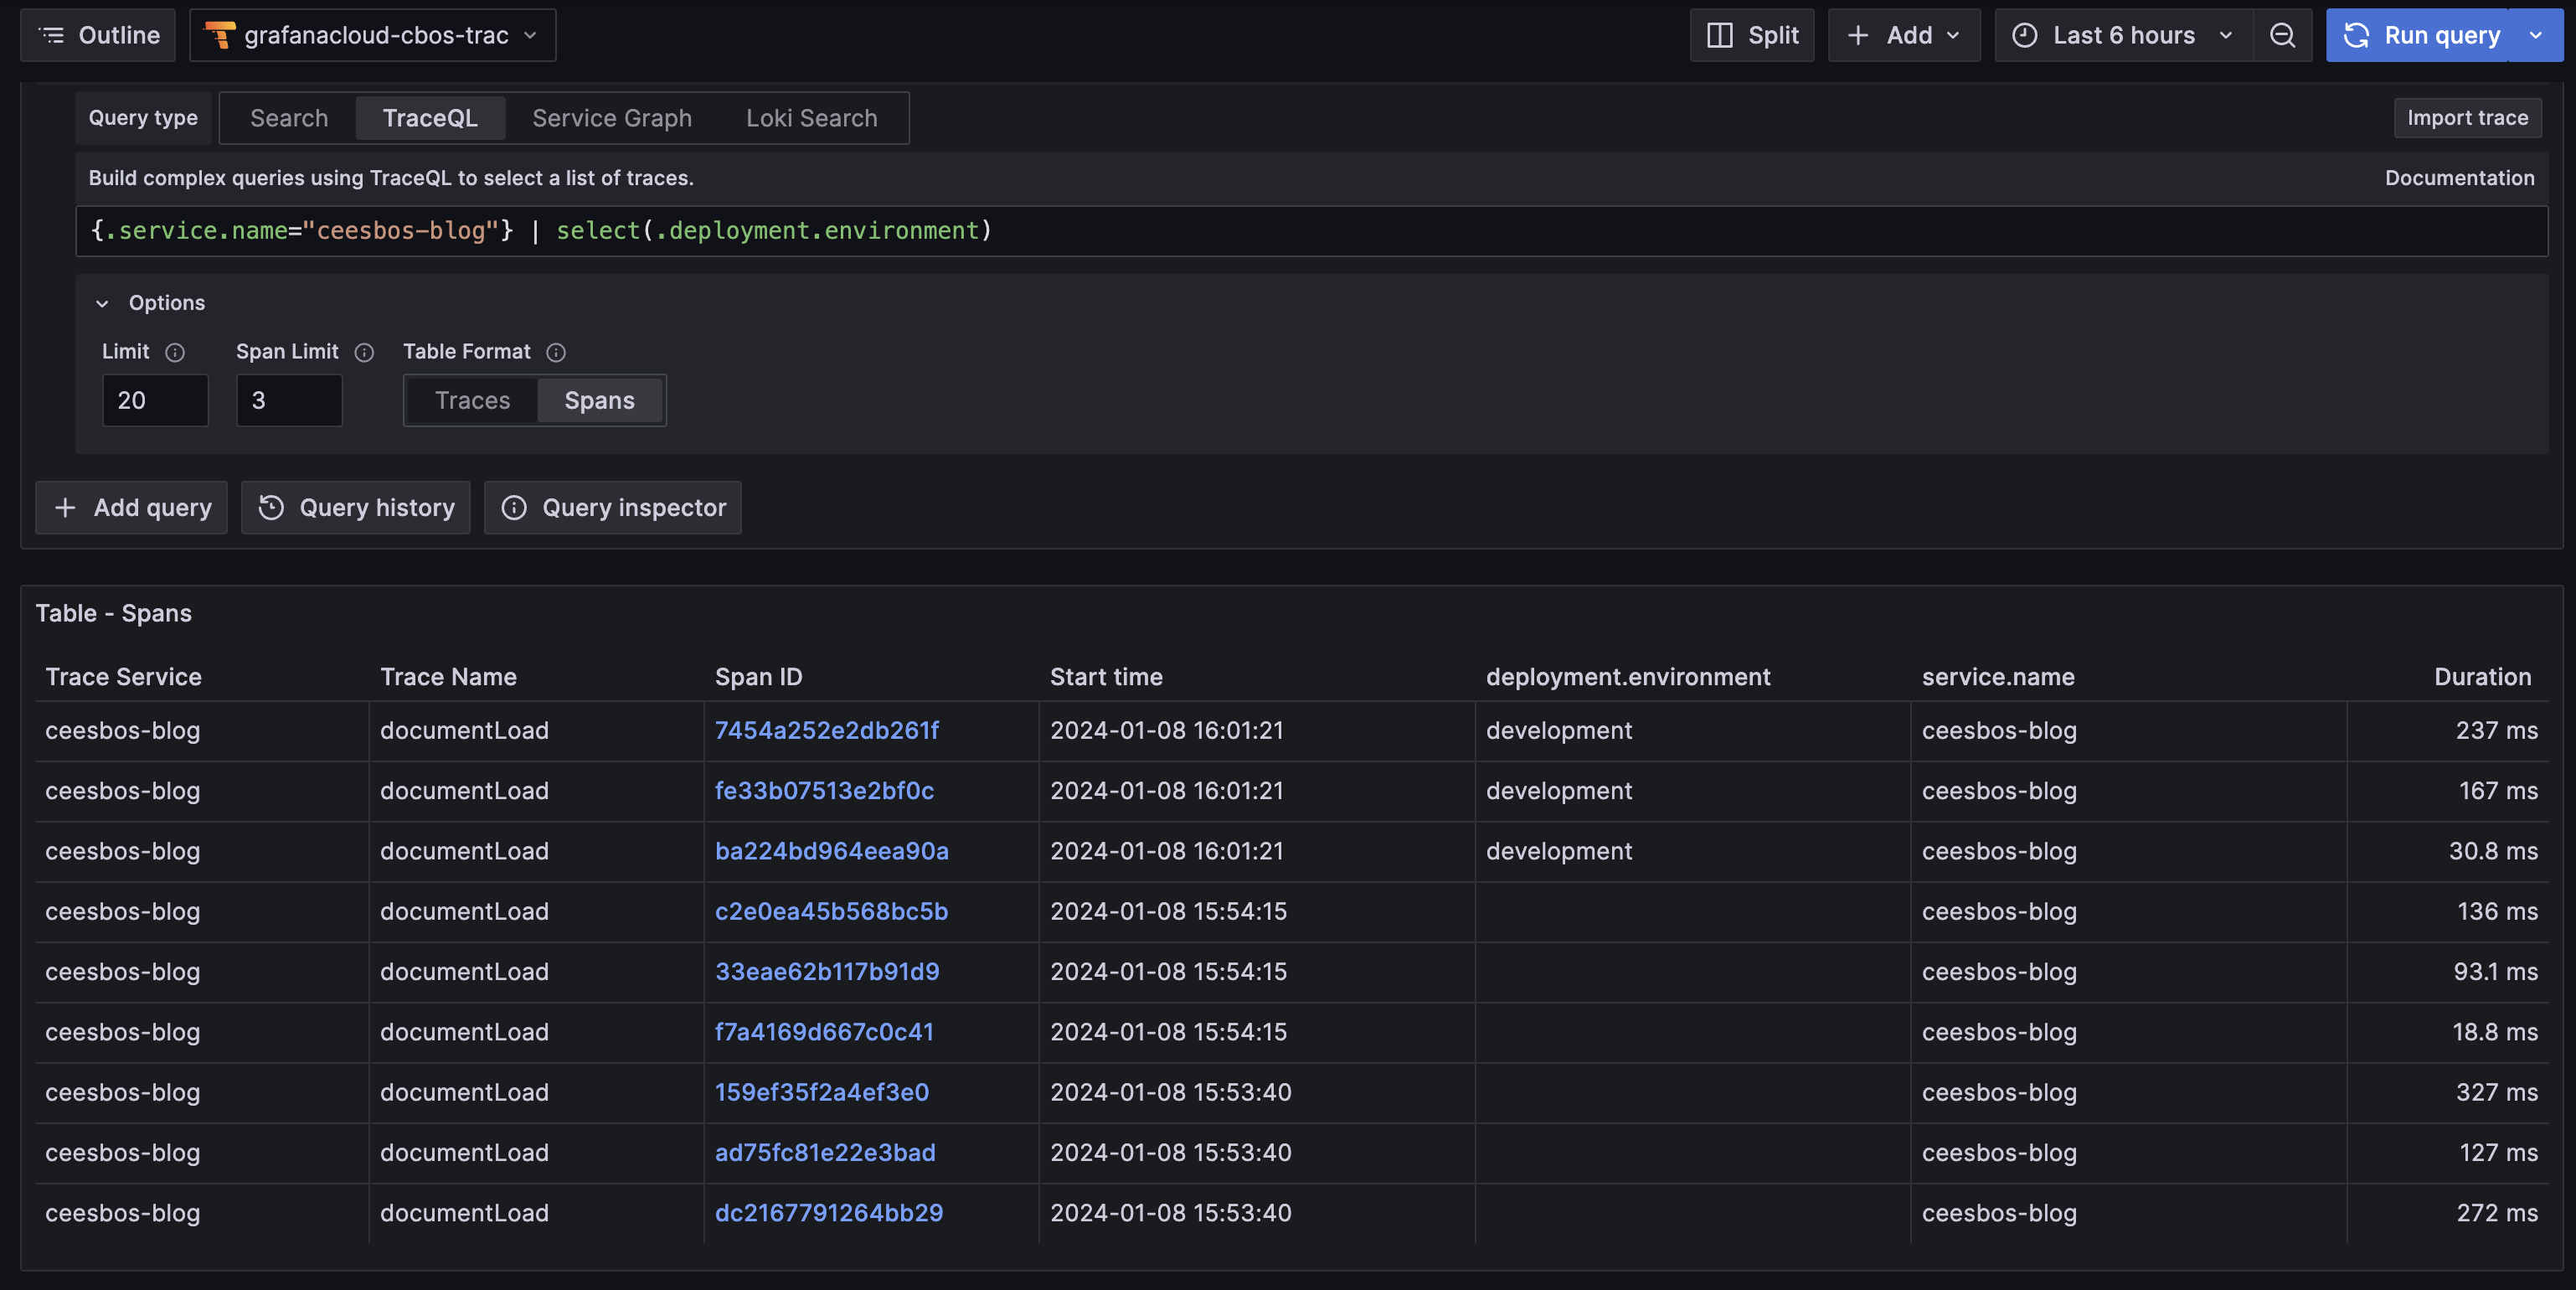 Outline grafanacloud-cbos-trac Split Add Last 6 hours Run query
Query type Search TraceQL Service Graph Loki Search Import trace
Build complex queries using TraceQL to select a list of traces. Documentation
{.service.name="ceesbos-blog"} | select(.deployment.environment)
Options
Limit Span Limit Table Format
20 3 Traces Spans
Add query Query history Query inspector
Table - Spans
Trace Service Trace Name Span ID Start time deployment.environment service.name Duration
ceesbos-blog documentLoad 7454a252e2db261f 2024-01-08 16:01:21 development ceesbos-blog 237 ms
ceesbos-blog documentLoad fe33b07513e2bf0c 2024-01-08 16:01:21 development ceesbos-blog 167 ms
ceesbos-blog documentLoad ba224bd964eea90a 2024-01-08 16:01:21 development ceesbos-blog 30.8 ms
ceesbos-blog documentLoad c2e0ea45b568bc5b 2024-01-08 15:54:15 ceesbos-blog 136 ms
ceesbos-blog documentLoad 33eae62b117b91d9 2024-01-08 15:54:15 ceesbos-blog 93.1 ms
ceesbos-blog documentLoad f7a4169d667c0c41 2024-01-08 15:54:15 ceesbos-blog 18.8 ms
ceesbos-blog documentLoad 159ef35f2a4ef3e0 2024-01-08 15:53:40 ceesbos-blog 327 ms
ceesbos-blog documentLoad ad75fc81e22e3bad 2024-01-08 15:53:40 ceesbos-blog 127 ms
ceesbos-blog documentLoad dc2167791264bb29 2024-01-08 15:53:40 ceesbos-blog 272 ms